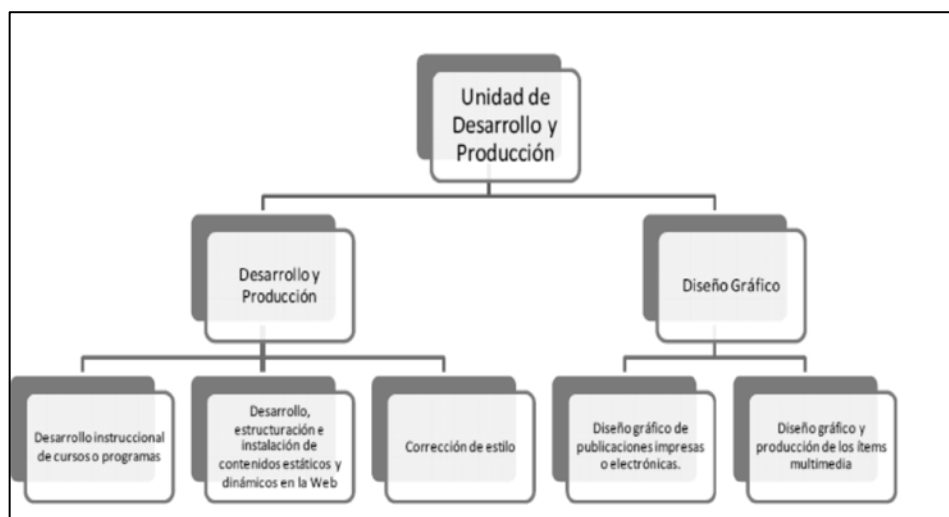 Unidad de
Desarrollo y
Producción
Desarrollo y
Producción
Diseño Gráfico
Desarrollo instruccional
de cursos o programas
Desarrollo,
estructuración e
instalación de
contenidos estáticos y
dinámicos en la Web
Corrección de estilo
Diseño gráfico de
publicaciones impresas
o electrónicas.
Diseño gráfico y
producción de los ítems
multimedia